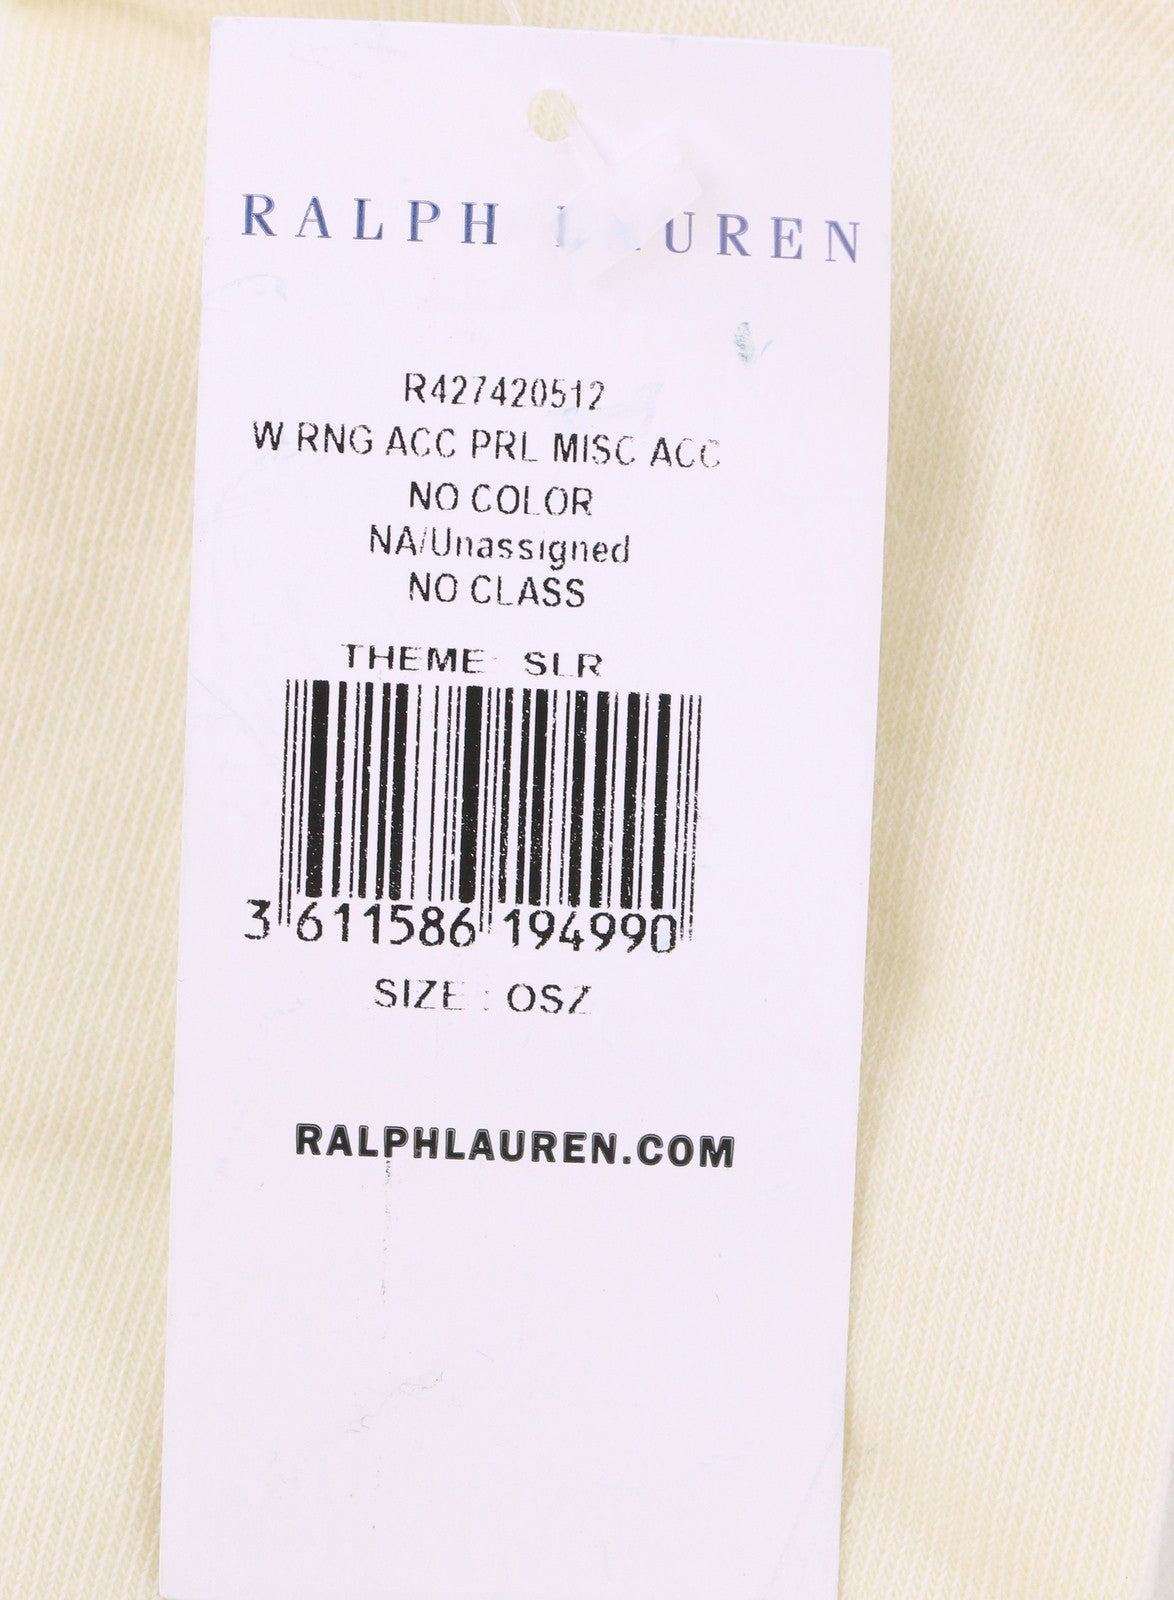 RALPH LAUREN
R427420512
W RNG ACC PRL MISC ACC
NO COLOR
NA/Unassigned
NO CLASS
THEME: SLR
3 611586 194990
SIZE : OSZ
RALPHLAUREN.COM